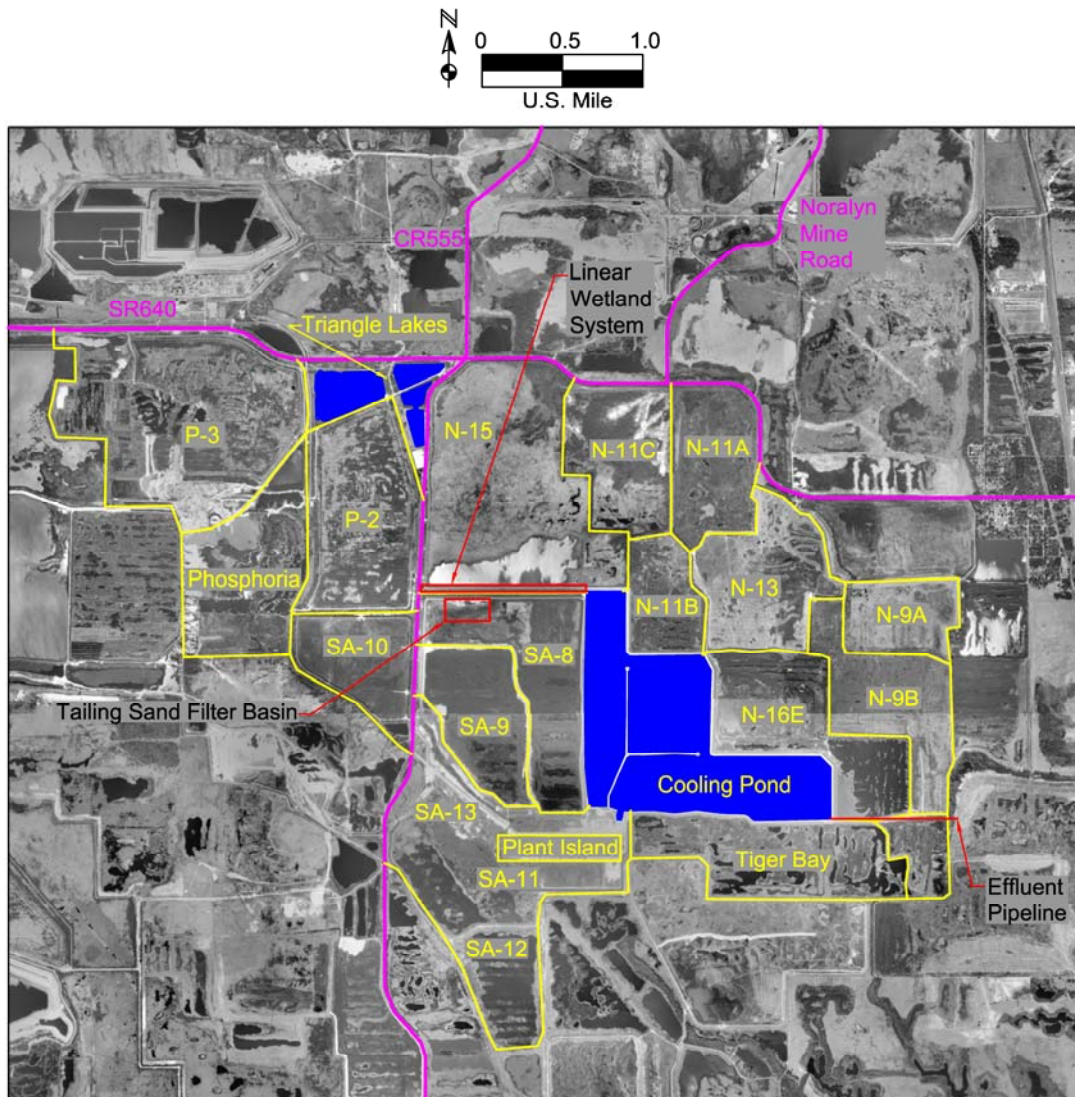 N
0 0.5 1.0
U.S. Mile
CR555
Noralyn
Mine
Road
Linear
Wetland
System
SR640
Triangle Lakes
P-3
N-15
N-11C
N-11A
P-2
Phosphoria
N-13
N-11B
N-9A
SA-10
SA-8
Tailing Sand Filter Basin
SA-9
N-16E
N-9B
Cooling Pond
SA-13
Plant Island
Tiger Bay
SA-11
Effluent
Pipeline
SA-12